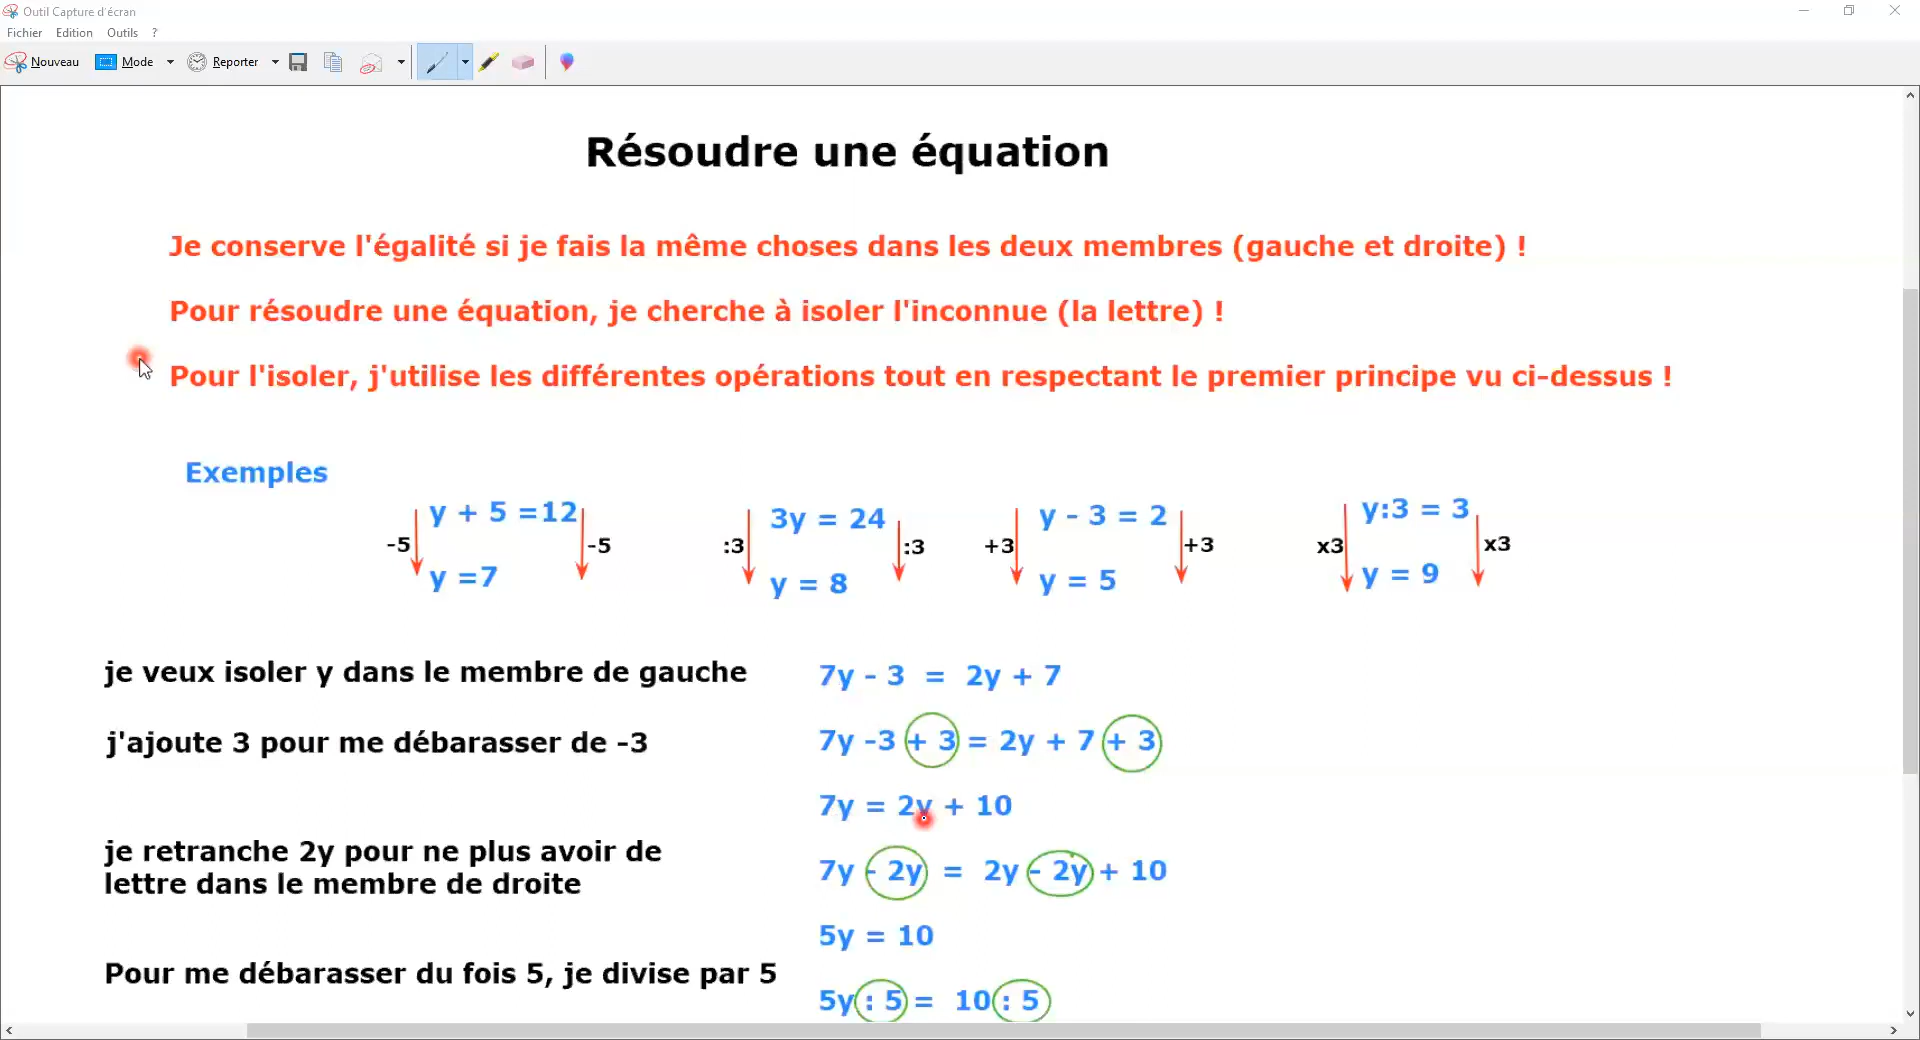 Outil Capture d'écran
Fichier Edition Outils ?
Nouveau Mode Reporter
Résoudre une équation
Je conserve l'égalité si je fais la même choses dans les deux membres (gauche et droite) !
Pour résoudre une équation, je cherche à isoler l'inconnue (la lettre) !
Pour l'isoler, j'utilise les différentes opérations tout en respectant le premier principe vu ci-dessus !
Exemples
y + 5 =12 3y = 24 y - 3 = 2 y:3 = 3
-5 -5 :3 :3 +3 +3 x3 x3
y =7 y = 8 y = 5 y = 9
je veux isoler y dans le membre de gauche 7y - 3 = 2y + 7
j'ajoute 3 pour me débarasser de -3 7y -3 + 3 = 2y + 7 + 3
7y = 2y + 10
je retranche 2y pour ne plus avoir de
lettre dans le membre de droite
7y - 2y = 2y - 2y + 10
5y = 10
Pour me débarasser du fois 5, je divise par 5
5y : 5 = 10 : 5